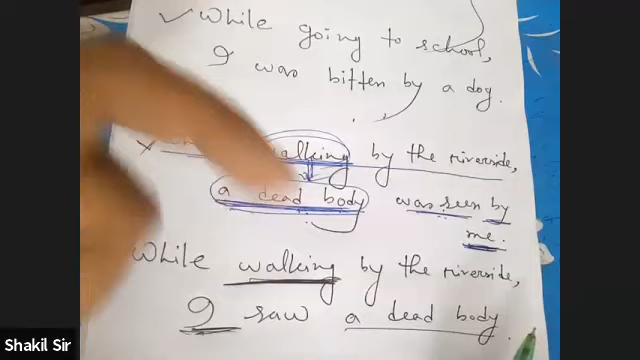 ✓ While going to school,
I was bitten by a dog.
✗ walking by the riverside,
a dead body was seen by
me.
While walking by the riverside,
I saw a dead body.
Shakil Sir